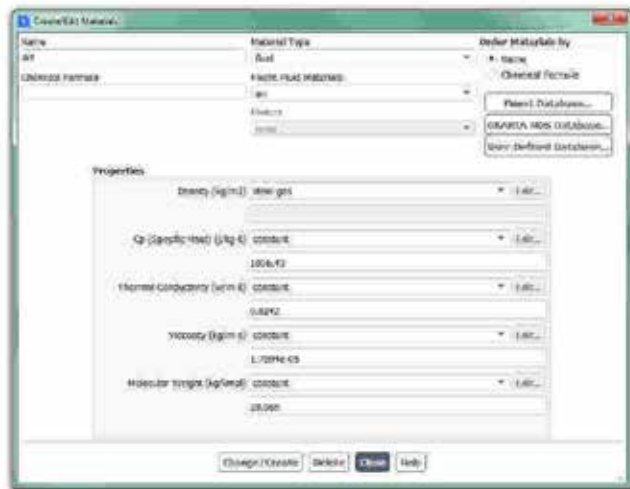 Create/Edit Materials
Name
air
Material Type
fluid
Order Materials by
Name
Chemical Formula
Chemical Formula
Fluent Fluid Materials
air
Mixture
none
Fluent Database...
GRANTA MDS Database...
User-Defined Database...
Properties
Density (kg/m3) ideal-gas
Edit...
Cp (Specific Heat) (j/kg-k) constant
Edit...
1006.43
Thermal Conductivity (w/m-k) constant
Edit...
0.0242
Viscosity (kg/m-s) constant
Edit...
1.7894e-05
Molecular Weight (kg/kmol) constant
Edit...
28.966
Change/Create Delete Close Help